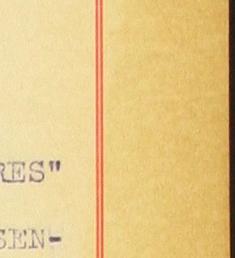 RES"
SEN-